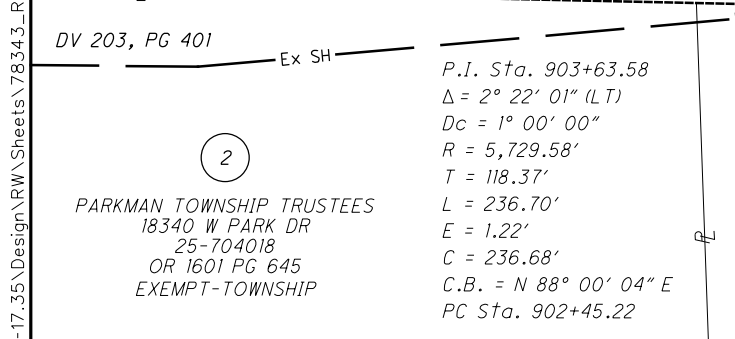 -17.35\Design\RW\Sheets\78343_R
DV 203, PG 401
Ex SH
2
PARKMAN TOWNSHIP TRUSTEES
18340 W PARK DR
25-704018
OR 1601 PG 645
EXEMPT-TOWNSHIP
P.I. Sta. 903+63.58
Δ = 2° 22' 01" (LT)
Dc = 1° 00' 00"
R = 5,729.58'
T = 118.37'
L = 236.70'
E = 1.22'
C = 236.68'
C.B. = N 88° 00' 04" E
PC Sta. 902+45.22
PL